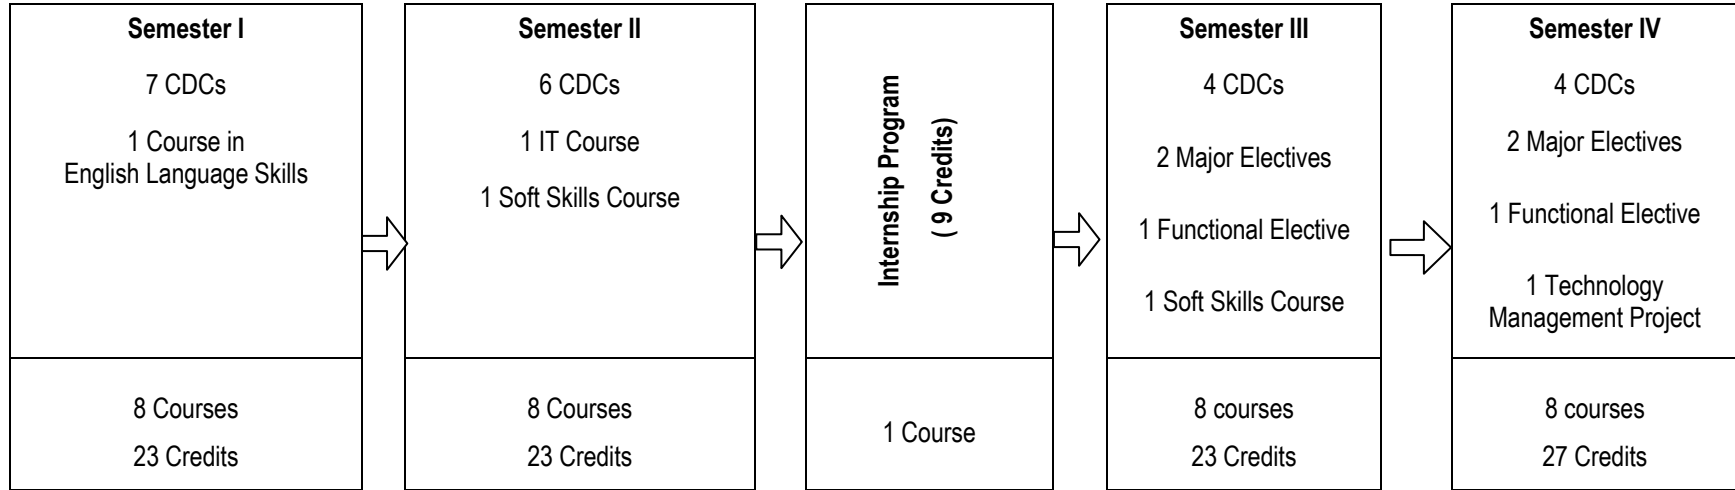 Semester I
7 CDCs
1 Course in
English Language Skills
8 Courses
23 Credits
Semester II
6 CDCs
1 IT Course
1 Soft Skills Course
8 Courses
23 Credits
Internship Program
( 9 Credits)
1 Course
Semester III
4 CDCs
2 Major Electives
1 Functional Elective
1 Soft Skills Course
8 courses
23 Credits
Semester IV
4 CDCs
2 Major Electives
1 Functional Elective
1 Technology
Management Project
8 courses
27 Credits